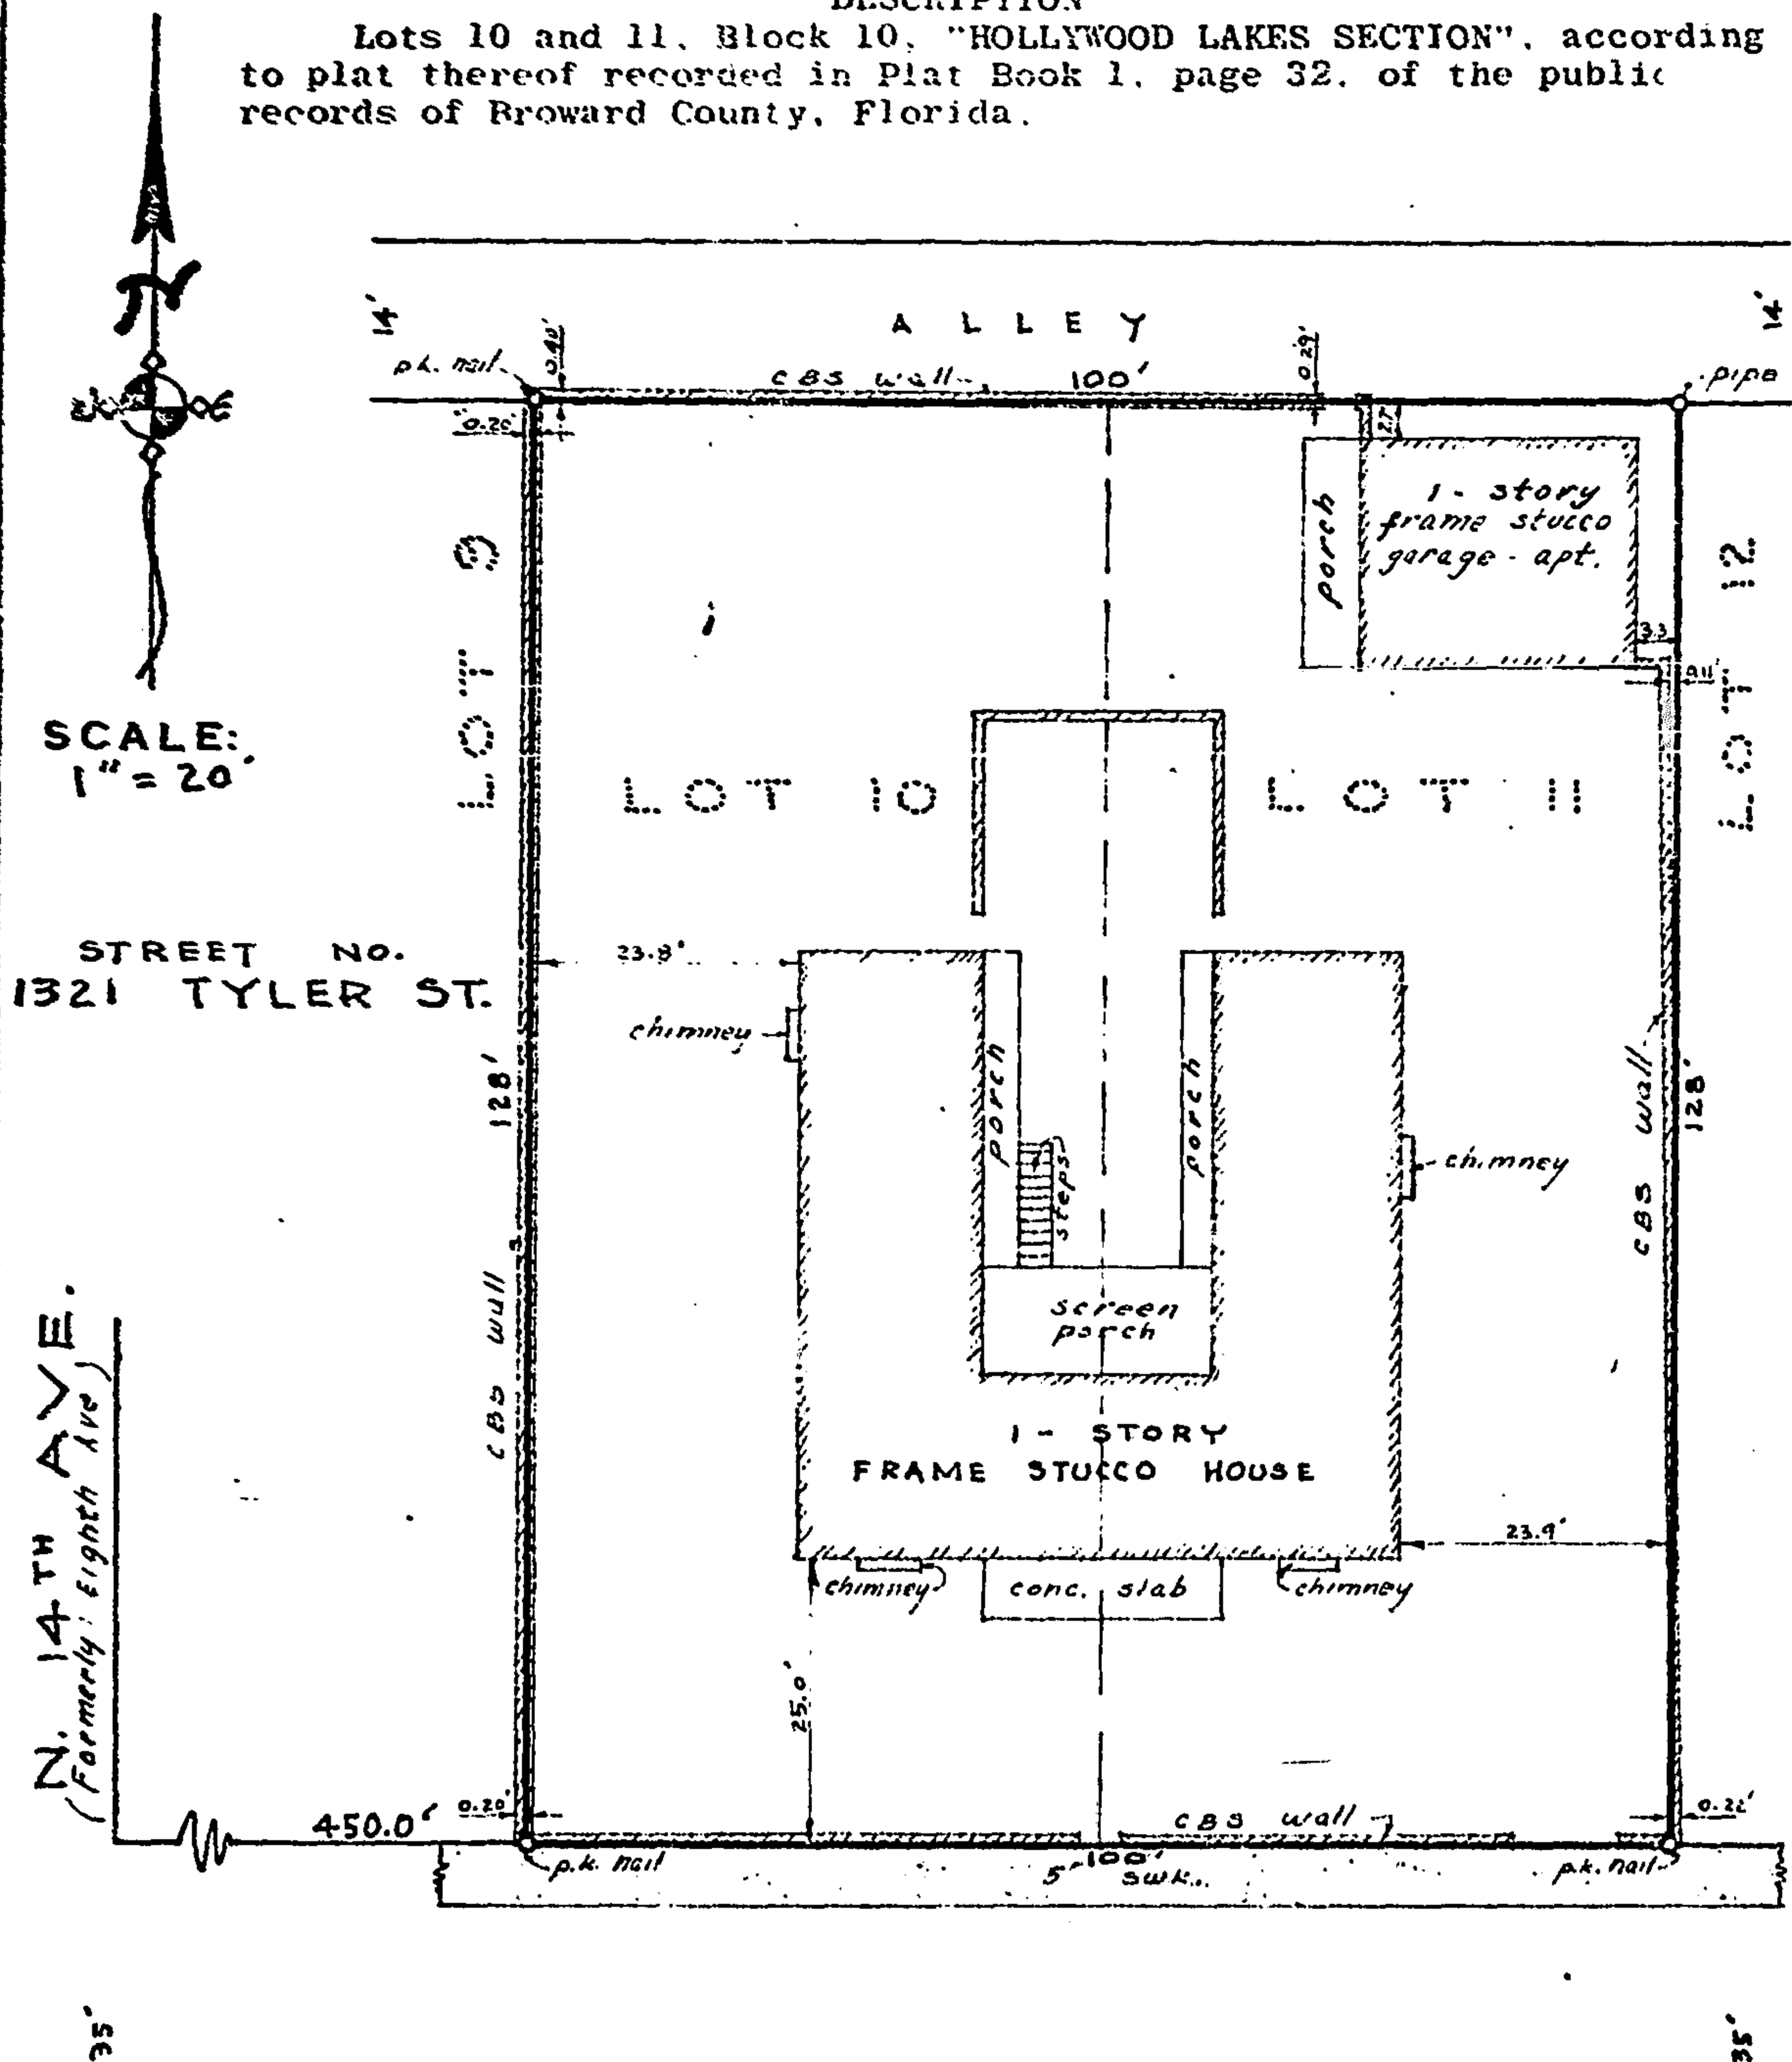 DESCRIPTION
Lots 10 and 11, Block 10, "HOLLYWOOD LAKES SECTION", according
to plat thereof recorded in Plat Book 1, page 32, of the public
records of Broward County, Florida.
N
14'
ALLEY
14'
p.k. nail
0.40'
CBS wall
100'
0.29'
pipe
0.20'
2.7
porch
1 - story
frame stucco
garage - apt.
3.3
0.11'
LOT 9
LOT 12
SCALE:
1" = 20'
LOT 10
LOT 11
STREET NO.
1321 TYLER ST.
23.8'
chimney
128'
porch
porch
steps
chimney
CBS wall
128'
screen
porch
CBS wall
1 - STORY
FRAME STUCCO HOUSE
N. 14TH AVE.
(Formerly: Eighth Ave)
23.9'
chimney
conc. slab
chimney
25.0'
0.20'
450.0'
CBS wall
0.22'
p.k. nail
100'
5' swk.
p.k. nail
35'
35'